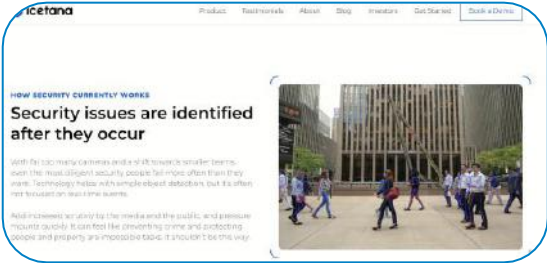 icetana
Product Testimonials About Blog Investors Get Started Book a Demo
HOW SECURITY CURRENTLY WORKS
Security issues are identified
after they occur
With far too many cameras and a shift towards smaller teams,
even the most diligent security people fail more often than they
want. Technology helps with simple object detection, but it's often
not focused on real-time events.
Add increased scrutiny by the media and the public, and pressure
mounts quickly. It can feel like preventing crime and protecting
people and property are impossible tasks. It shouldn't be this way.